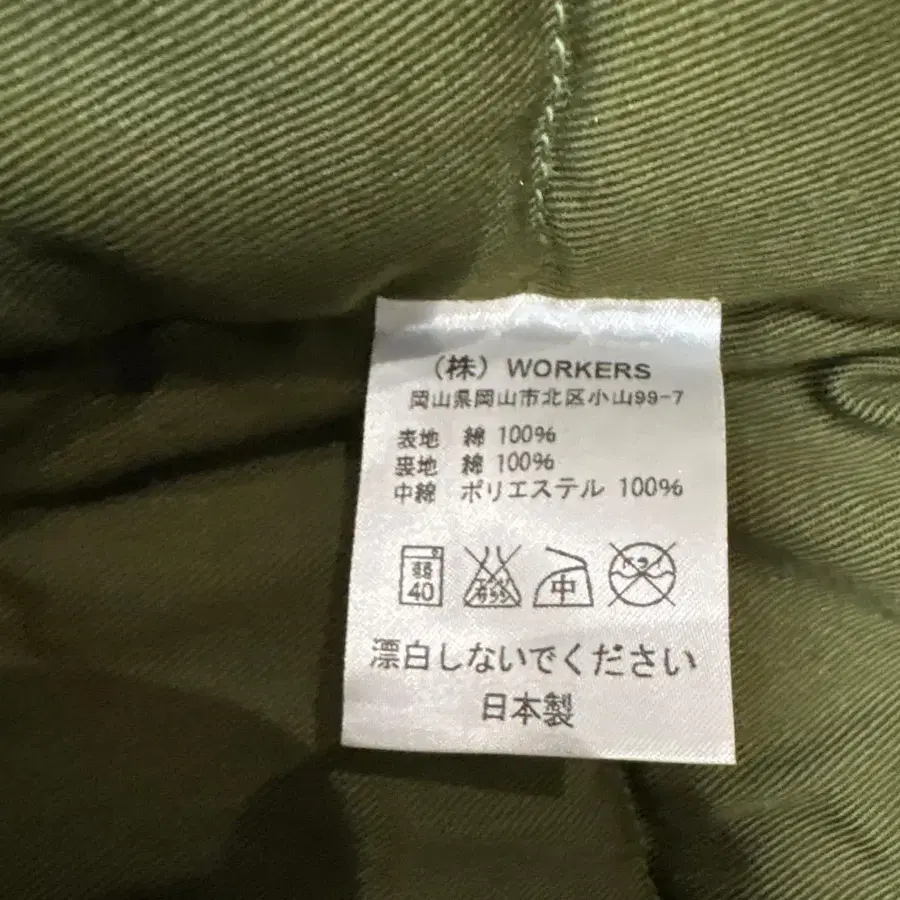 (株) WORKERS
岡山県岡山市北区小山99-7
表地 綿 100%
裏地 綿 100%
中綿 ポリエステル 100%
40 中
漂白しないでください
日本製